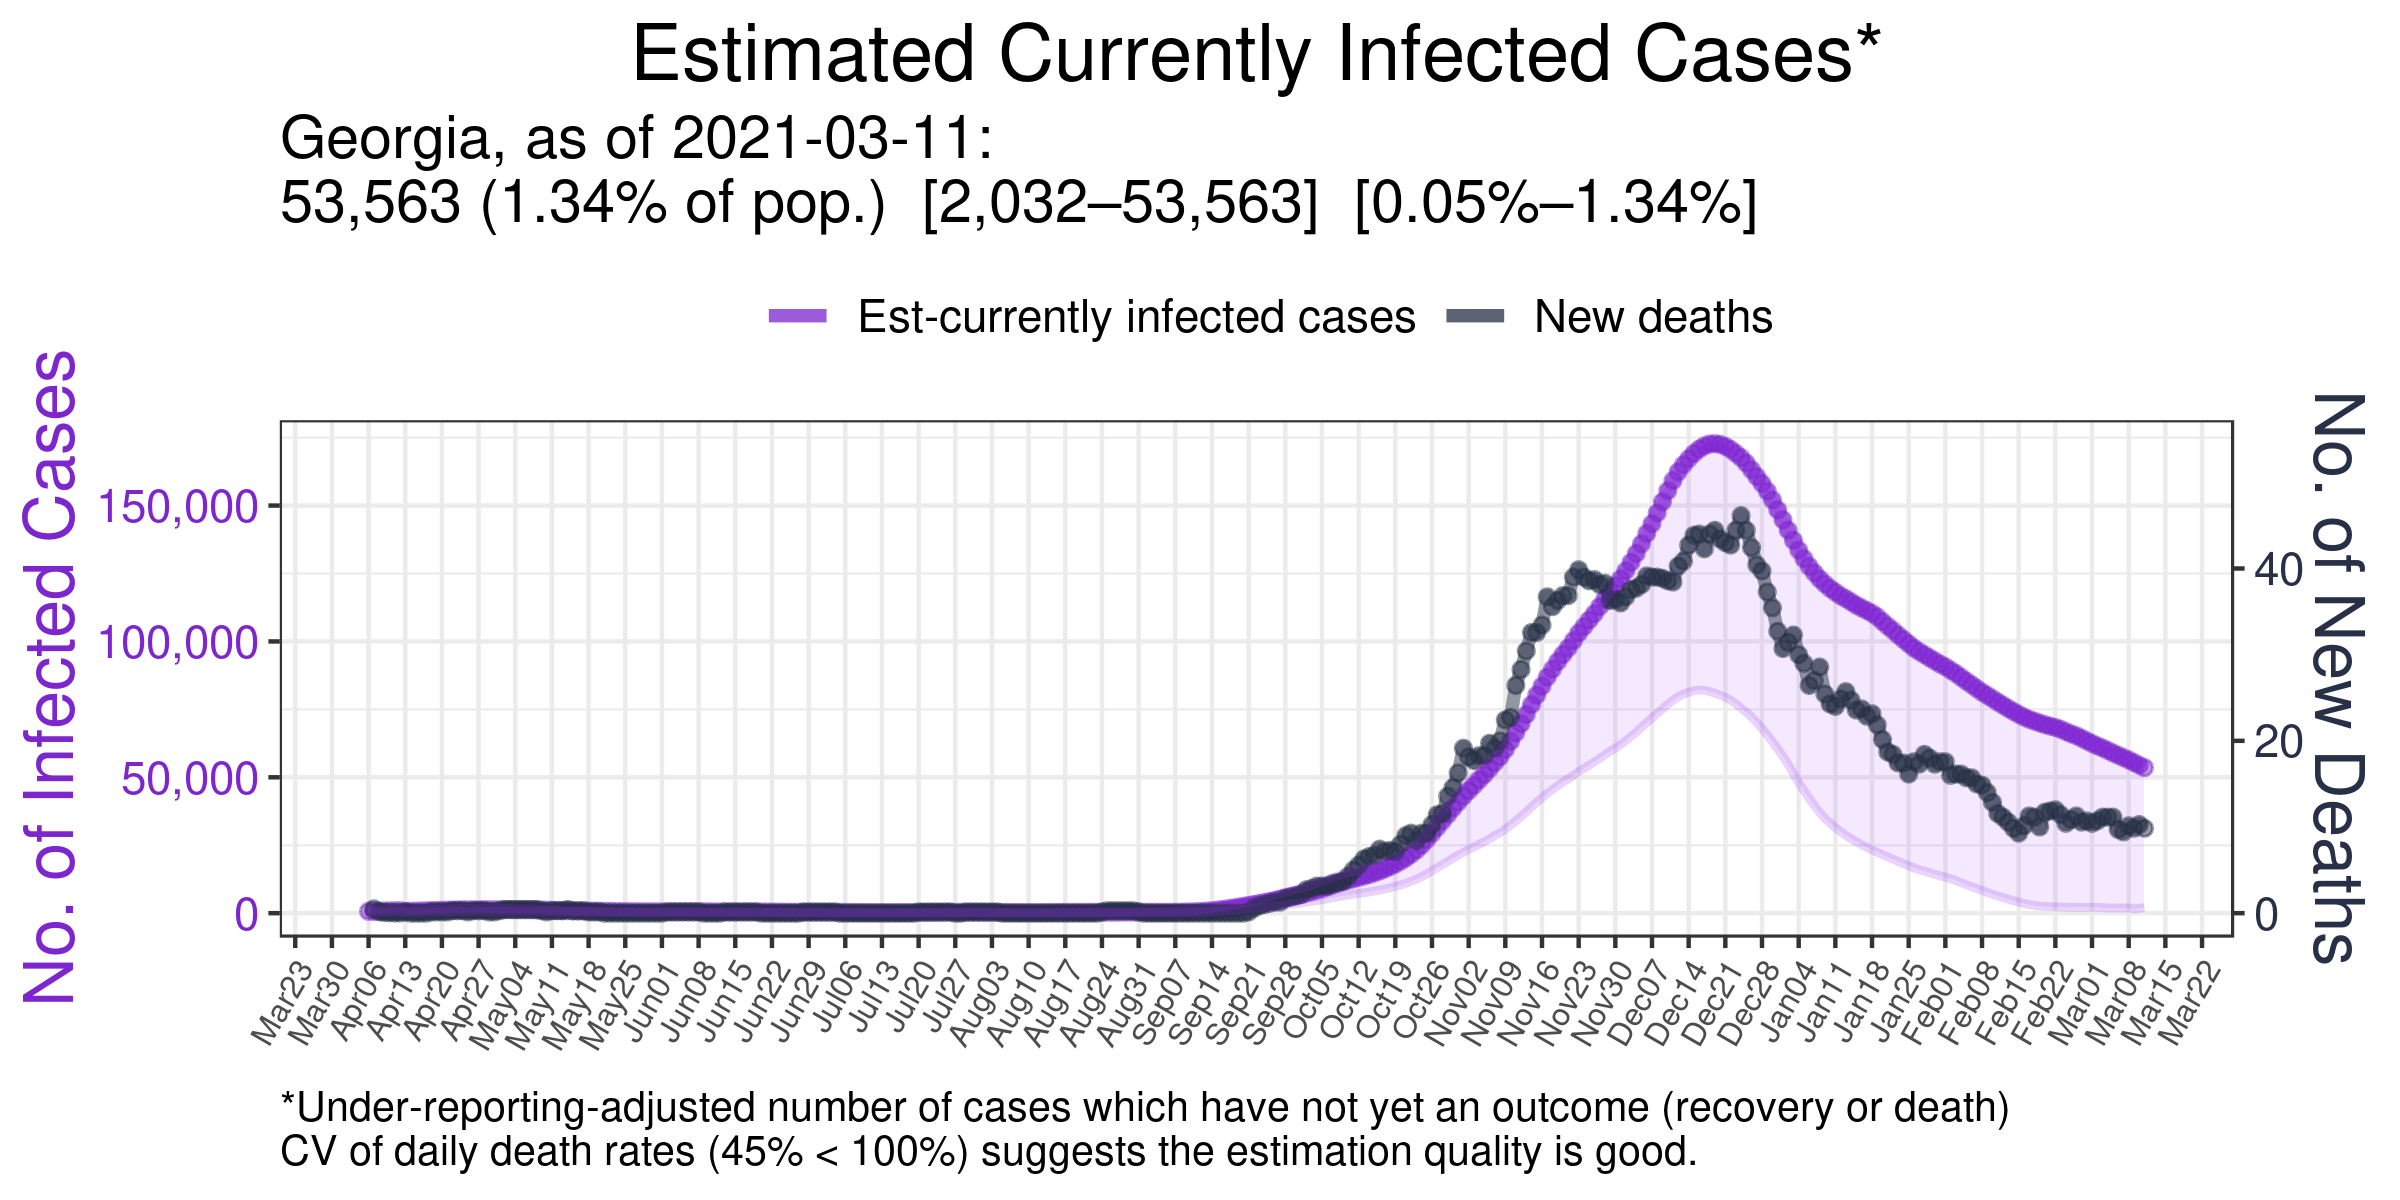 Estimated Currently Infected Cases*
Georgia, as of 2021-03-11:
53,563 (1.34% of pop.)  [2,032–53,563]  [0.05%–1.34%]
Est-currently infected cases
New deaths
No. of Infected Cases
150,000
100,000
50,000
0
No. of New Deaths
40
20
0
Mar23
Mar30
Apr06
Apr13
Apr20
Apr27
May04
May11
May18
May25
Jun01
Jun08
Jun15
Jun22
Jun29
Jul06
Jul13
Jul20
Jul27
Aug03
Aug10
Aug17
Aug24
Aug31
Sep07
Sep14
Sep21
Sep28
Oct05
Oct12
Oct19
Oct26
Nov02
Nov09
Nov16
Nov23
Nov30
Dec07
Dec14
Dec21
Dec28
Jan04
Jan11
Jan18
Jan25
Feb01
Feb08
Feb15
Feb22
Mar01
Mar08
Mar15
Mar22
*Under-reporting-adjusted number of cases which have not yet an outcome (recovery or death)
CV of daily death rates (45% < 100%) suggests the estimation quality is good.